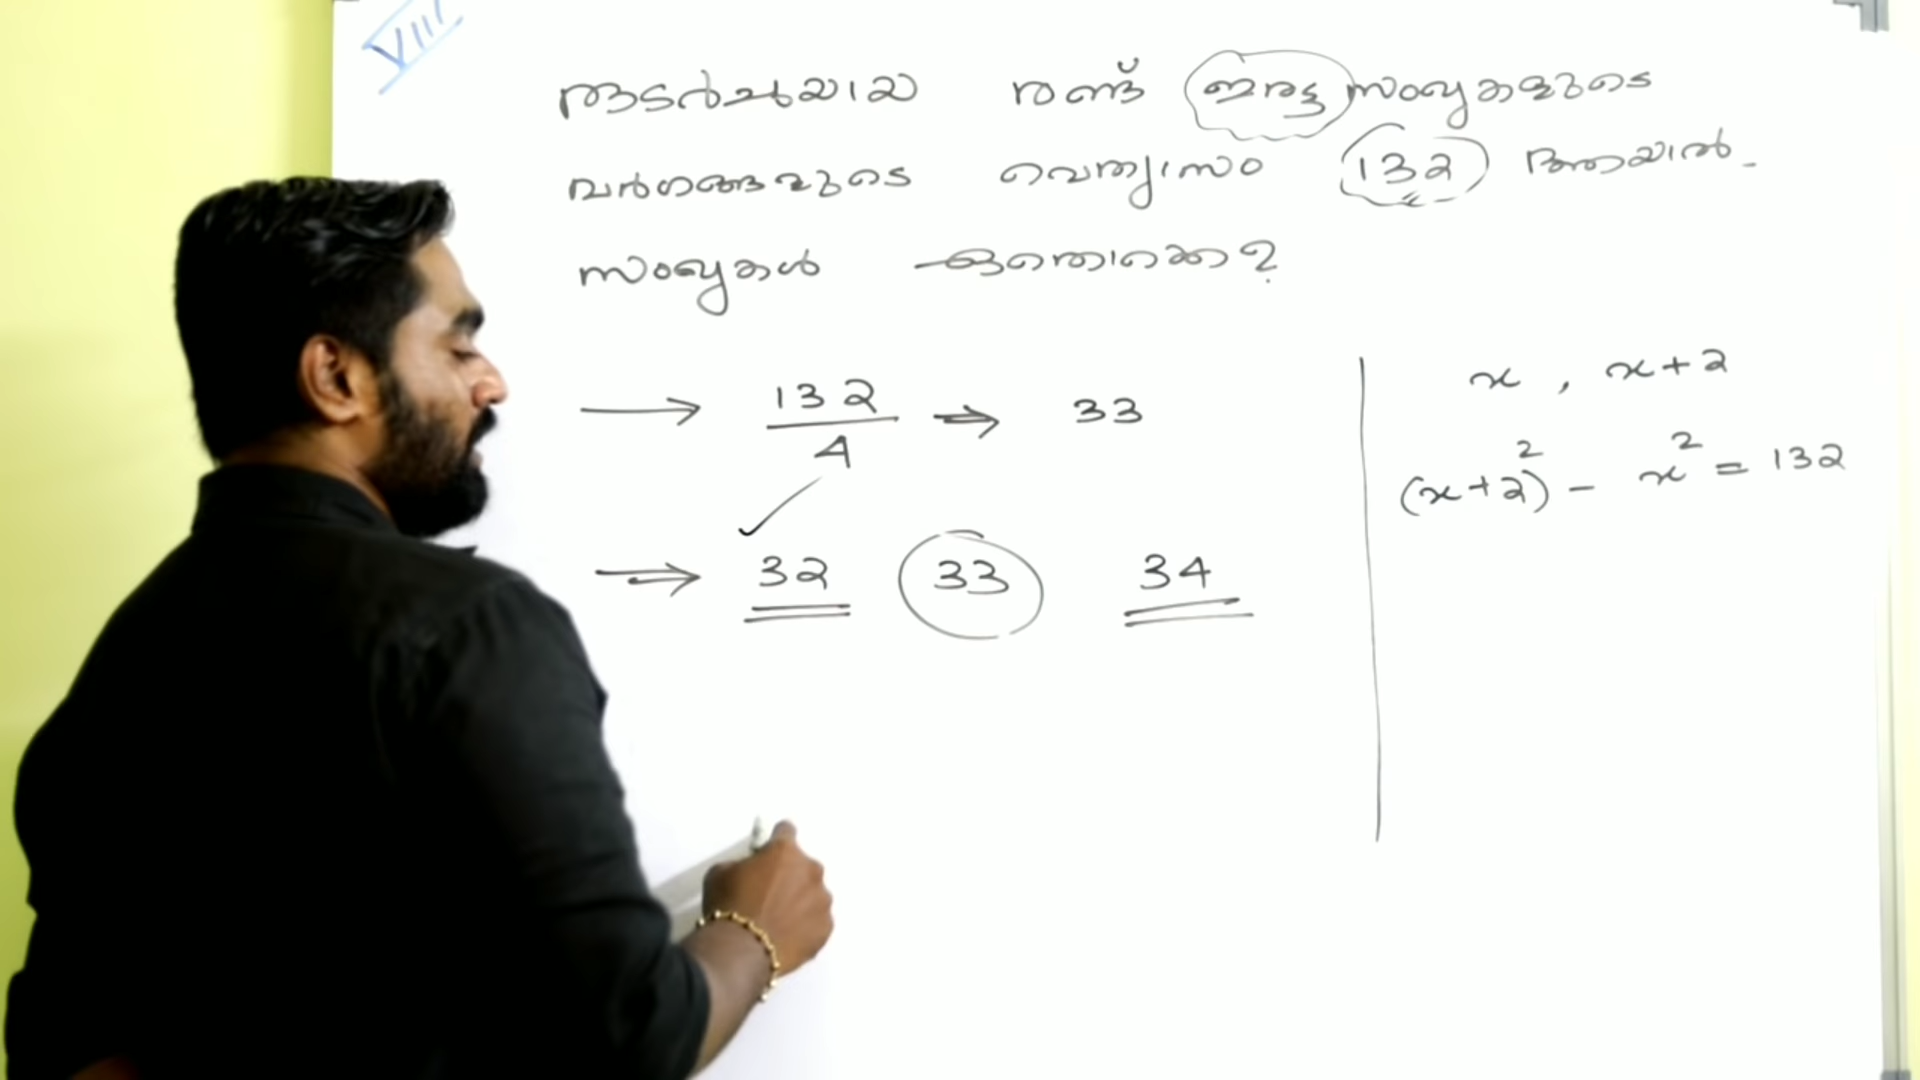 VIII
തുടർച്ചയായ രണ്ട് ഇരട്ട സംഖ്യകളുടെ
വർഗങ്ങളുടെ വെത്യാസം 132 ആയാൽ
സംഖ്യകൾ ഏതൊക്കെ?
→ 132/4 ⇒ 33
⇒ 32 33 34
x , x+2
(x+2)² - x² = 132